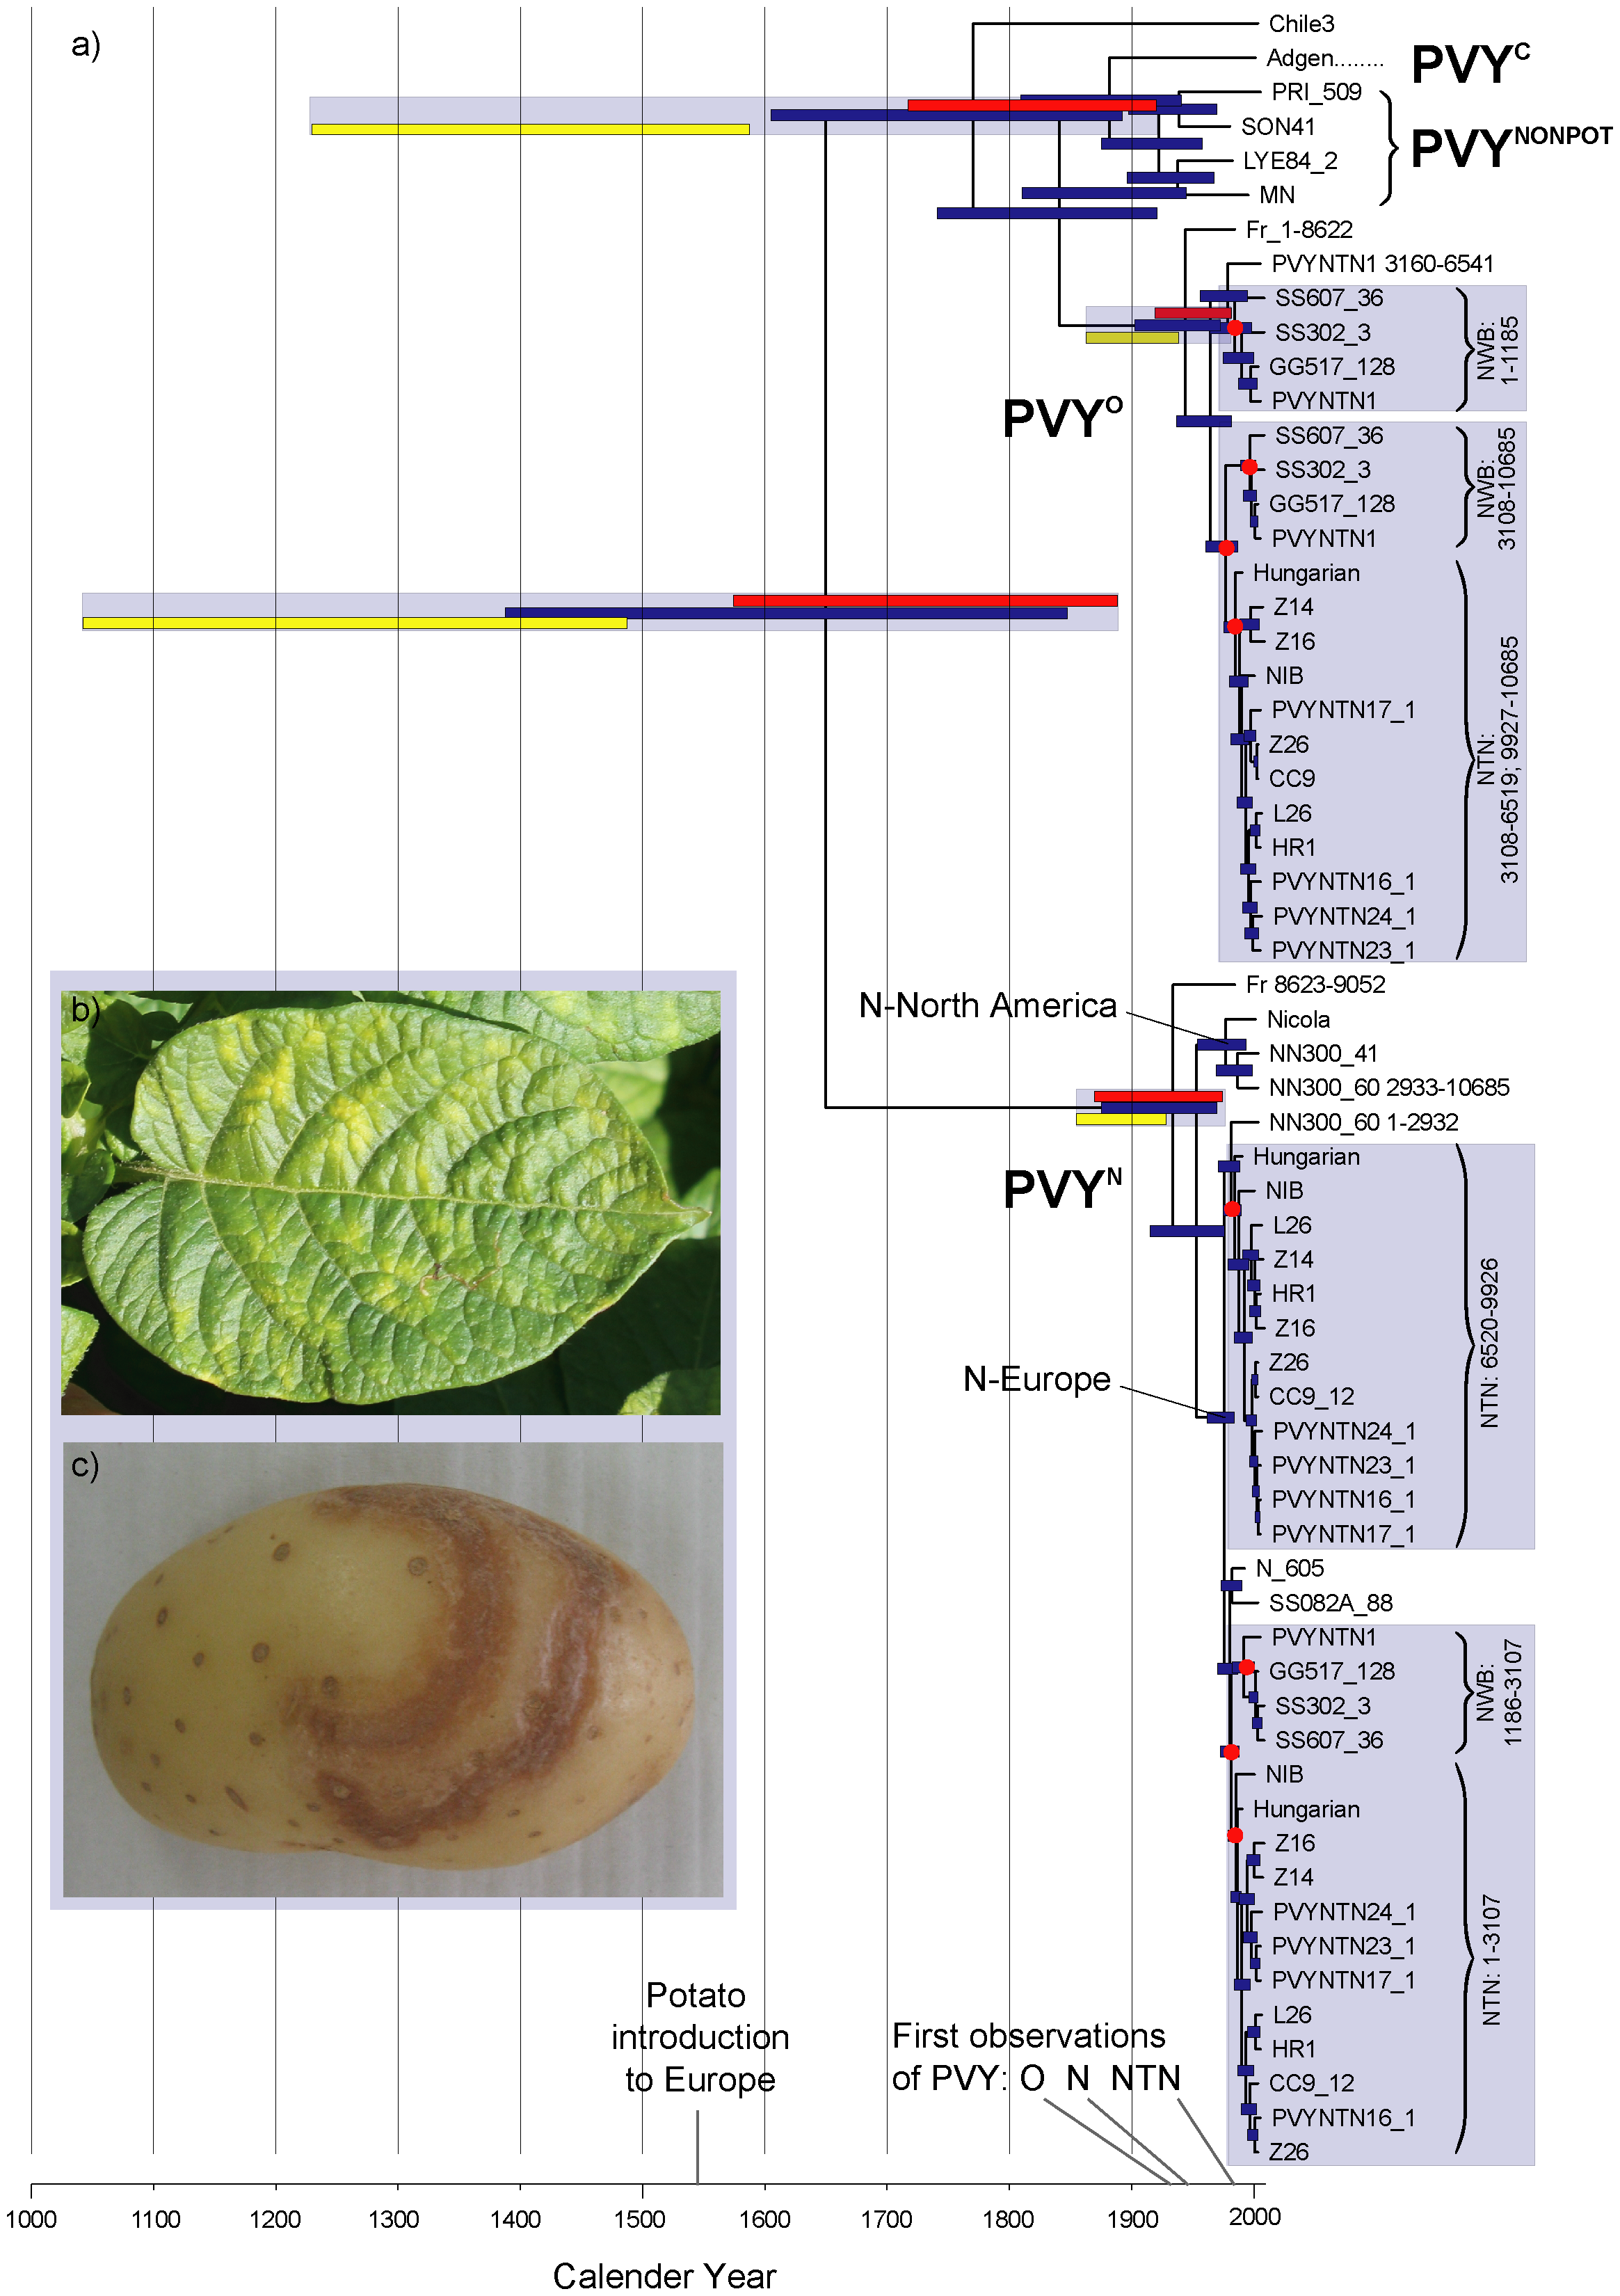 a)
Chile3
Adgen........
PVYC
PRI_509
SON41
PVYNONPOT
LYE84_2
MN
Fr_1-8622
PVYNTN1 3160-6541
SS607_36
SS302_3
GG517_128
PVYNTN1
NWB:
1-1185
PVYO
SS607_36
SS302_3
GG517_128
PVYNTN1
NWB:
3108-10685
Hungarian
Z14
Z16
NIB
PVYNTN17_1
Z26
CC9
L26
HR1
PVYNTN16_1
PVYNTN24_1
PVYNTN23_1
NTN:
3108-6519; 9927-10685
Fr 8623-9052
N-North America
Nicola
NN300_41
NN300_60 2933-10685
NN300_60 1-2932
PVYN
Hungarian
NIB
L26
Z14
HR1
Z16
Z26
CC9_12
PVYNTN24_1
PVYNTN23_1
PVYNTN16_1
PVYNTN17_1
NTN: 6520-9926
N-Europe
N_605
SS082A_88
PVYNTN1
GG517_128
SS302_3
SS607_36
NWB:
1186-3107
NIB
Hungarian
Z16
Z14
PVYNTN24_1
PVYNTN23_1
PVYNTN17_1
L26
HR1
CC9_12
PVYNTN16_1
Z26
NTN: 1-3107
b)
c)
Potato
introduction
to Europe
First observations
of PVY: O N NTN
1000 1100 1200 1300 1400 1500 1600 1700 1800 1900 2000
Calender Year